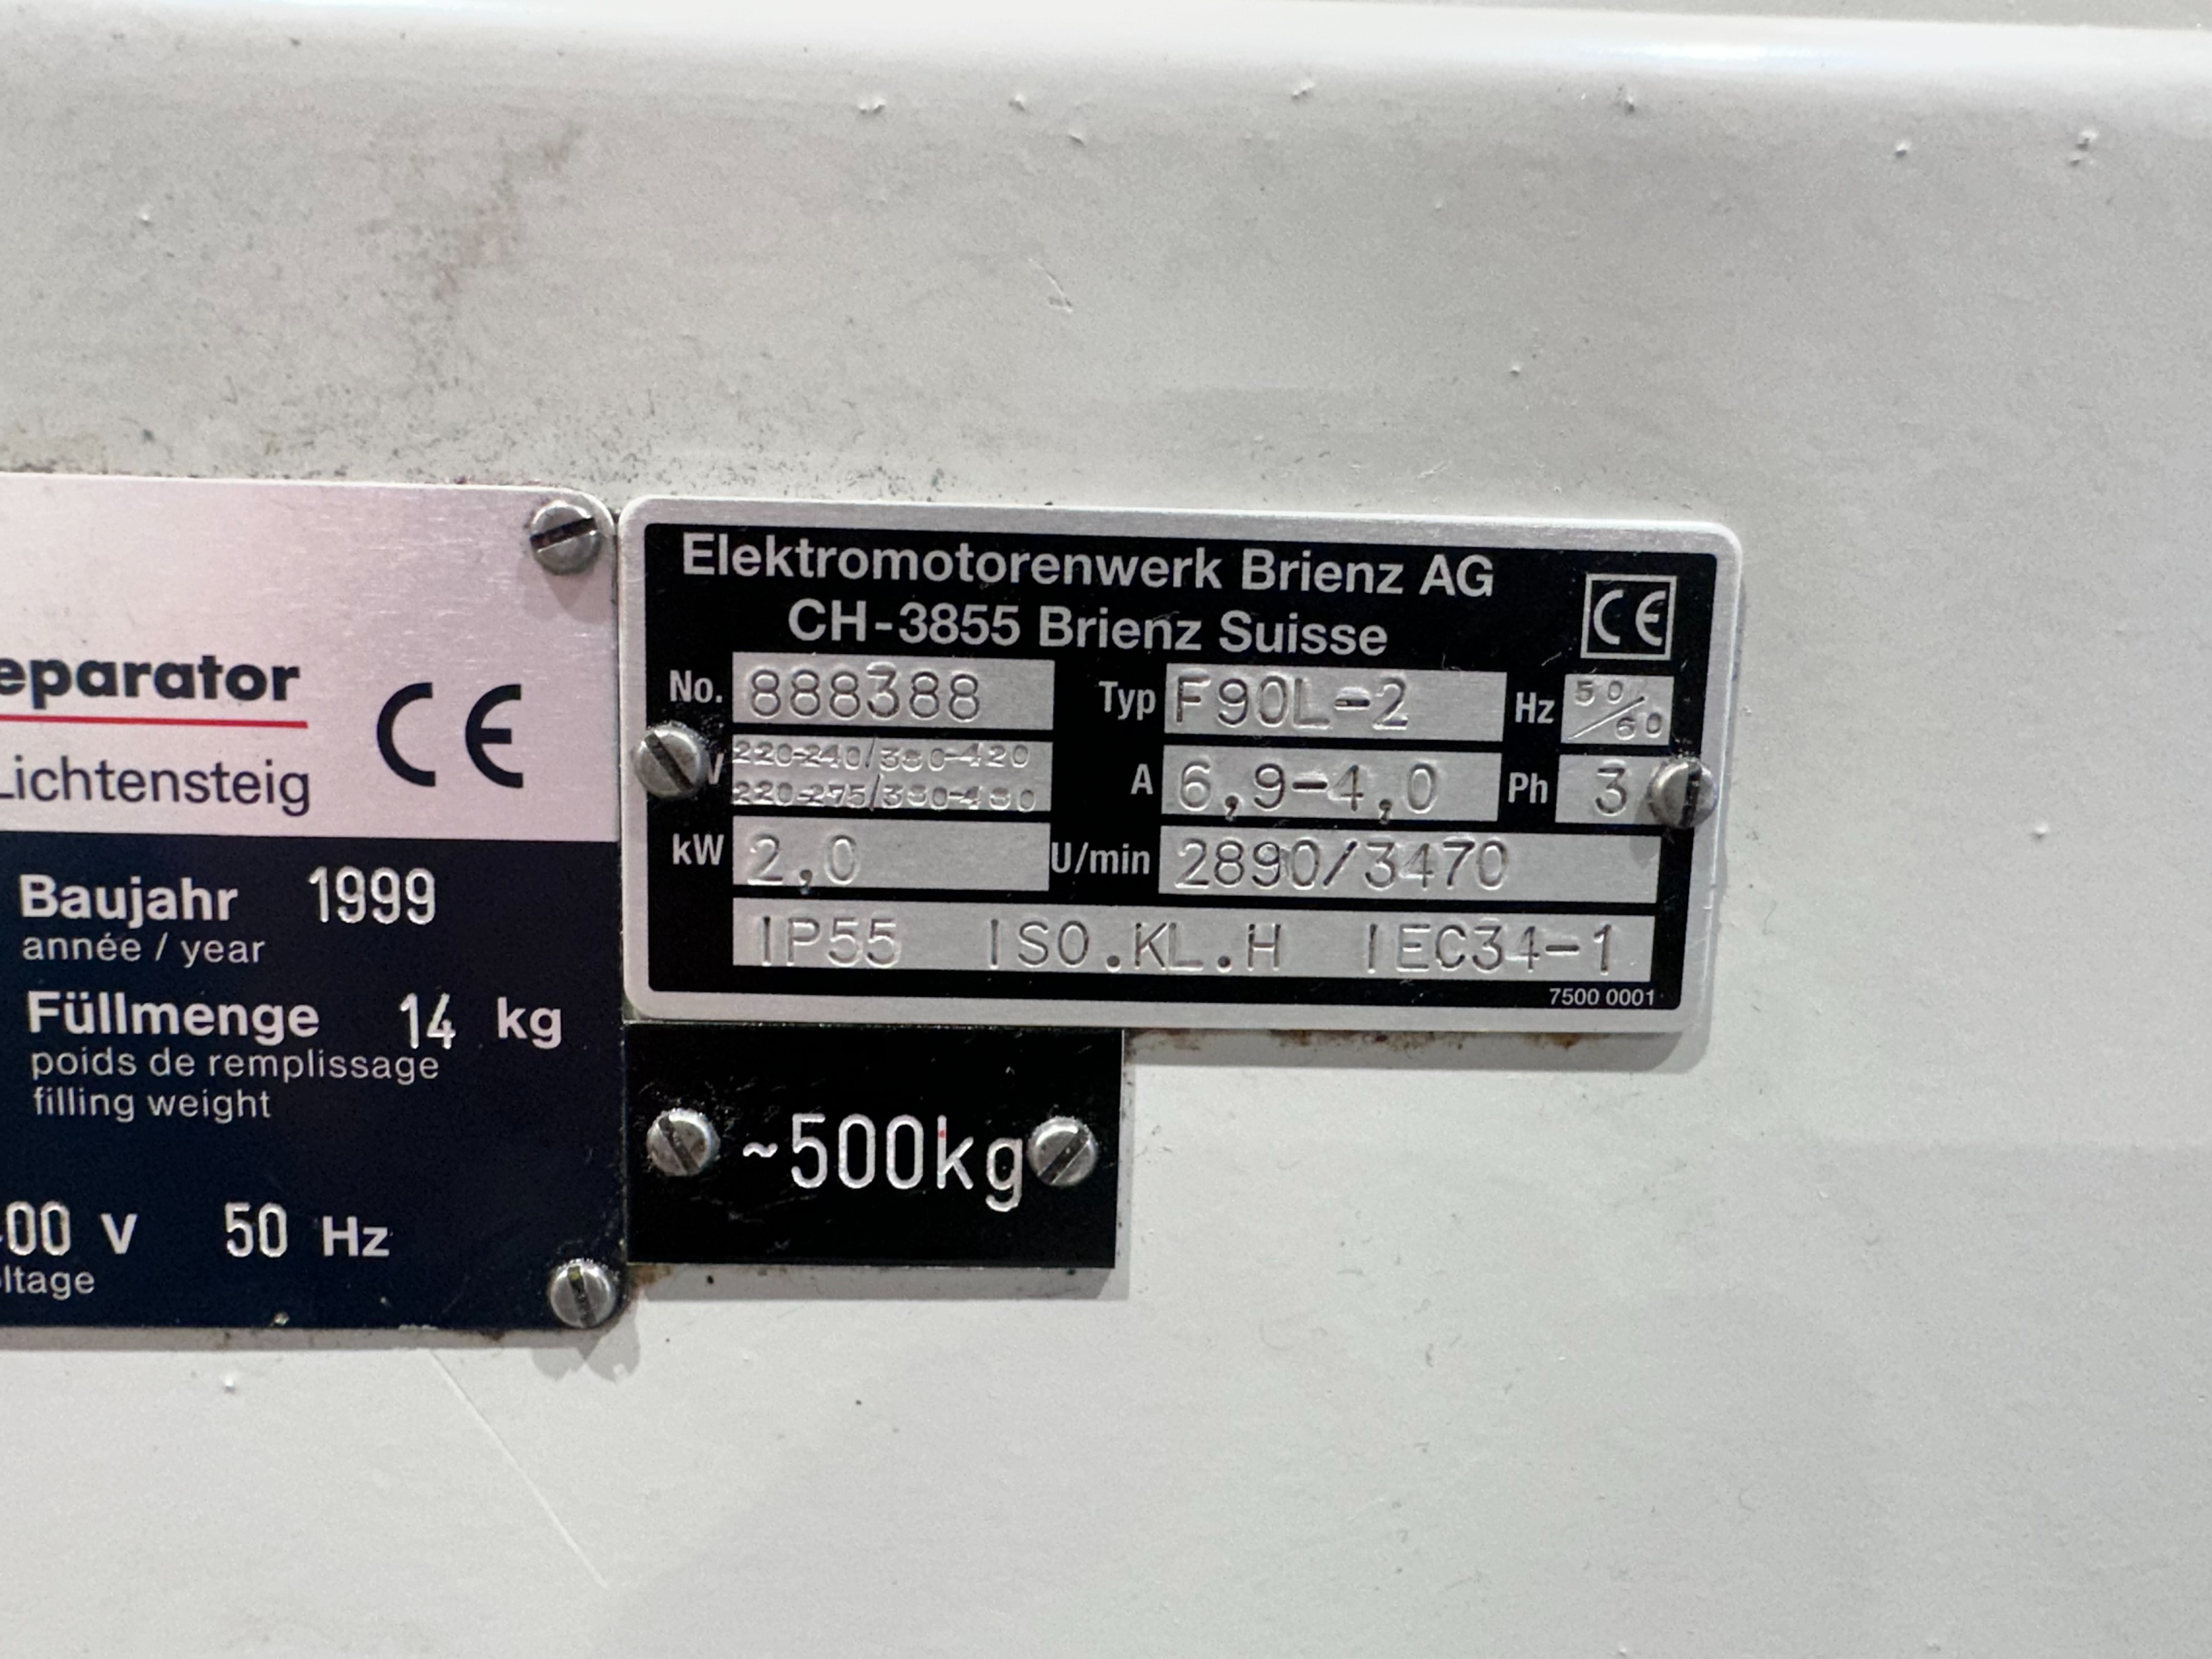 eparator
Lichtensteig
CE
Baujahr 1999
année / year
Füllmenge 14 kg
poids de remplissage
filling weight
00 V 50 Hz
ltage
Elektromotorenwerk Brienz AG
CH-3855 Brienz Suisse
CE
No. 888388 Typ F90L-2 Hz 50/60
V 220-240/380-420
220-275/380-480
A 6,9-4,0 Ph 3
kW 2,0 U/min 2890/3470
IP55 ISO.KL.H IEC34-1
7500 0001
~500kg